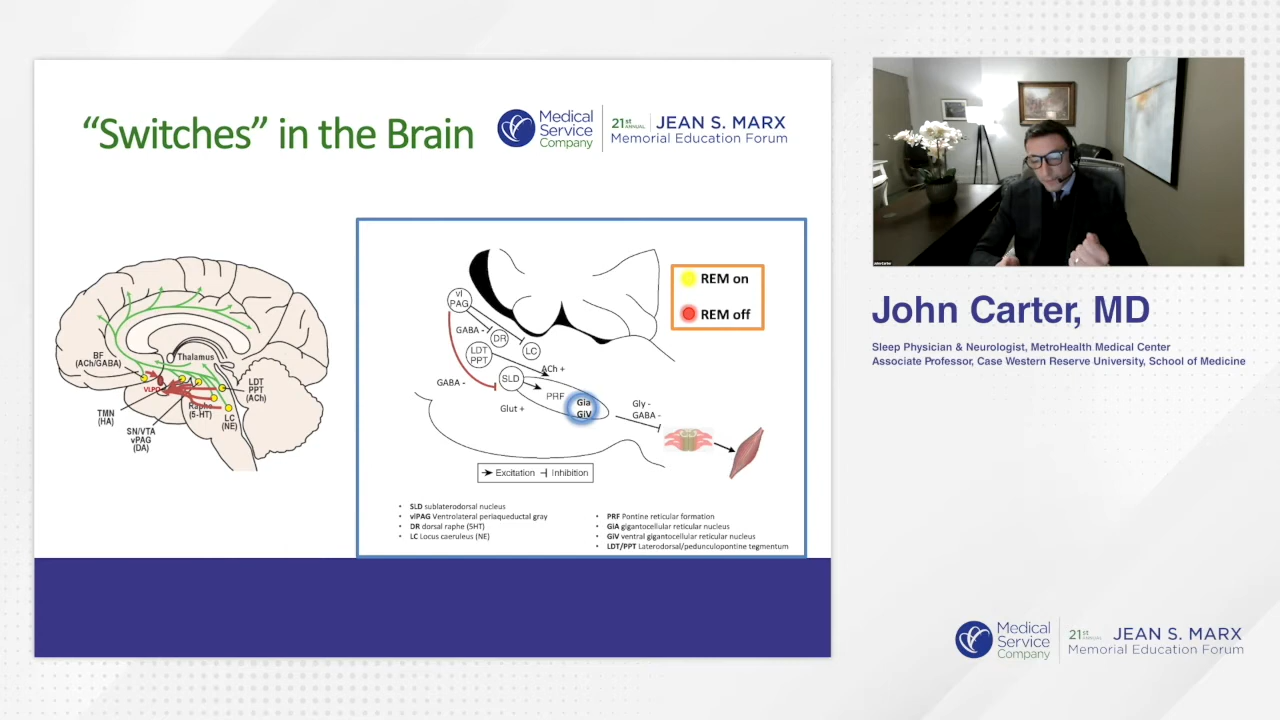 “Switches” in the Brain
Medical
Service
Company
21st
ANNUAL
JEAN S. MARX
Memorial Education Forum
BF
(ACh/GABA)
Thalamus
VLPO
LDT
PPT
(ACh)
TMN
(HA)
Raphe
(5-HT)
LC
(NE)
SN/VTA
vPAG
(DA)
vl
PAG
GABA -
DR
LC
LDT
PPT
ACh +
SLD
GABA -
PRF
Glut +
Gia
GiV
Gly -
GABA -
Excitation
Inhibition
REM on
REM off
• SLD sublaterodorsal nucleus
• vlPAG Ventrolateral periaqueductal gray
• DR dorsal raphe (5HT)
• LC Locus caeruleus (NE)
• PRF Pontine reticular formation
• GiA gigantocellular reticular nucleus
• GiV ventral gigantocellular reticular nucleus
• LDT/PPT Laterodorsal/pedunculopontine tegmentum
John Carter
John Carter, MD
Sleep Physician & Neurologist, MetroHealth Medical Center
Associate Professor, Case Western Reserve University, School of Medicine
Medical
Service
Company
21st
ANNUAL
JEAN S. MARX
Memorial Education Forum